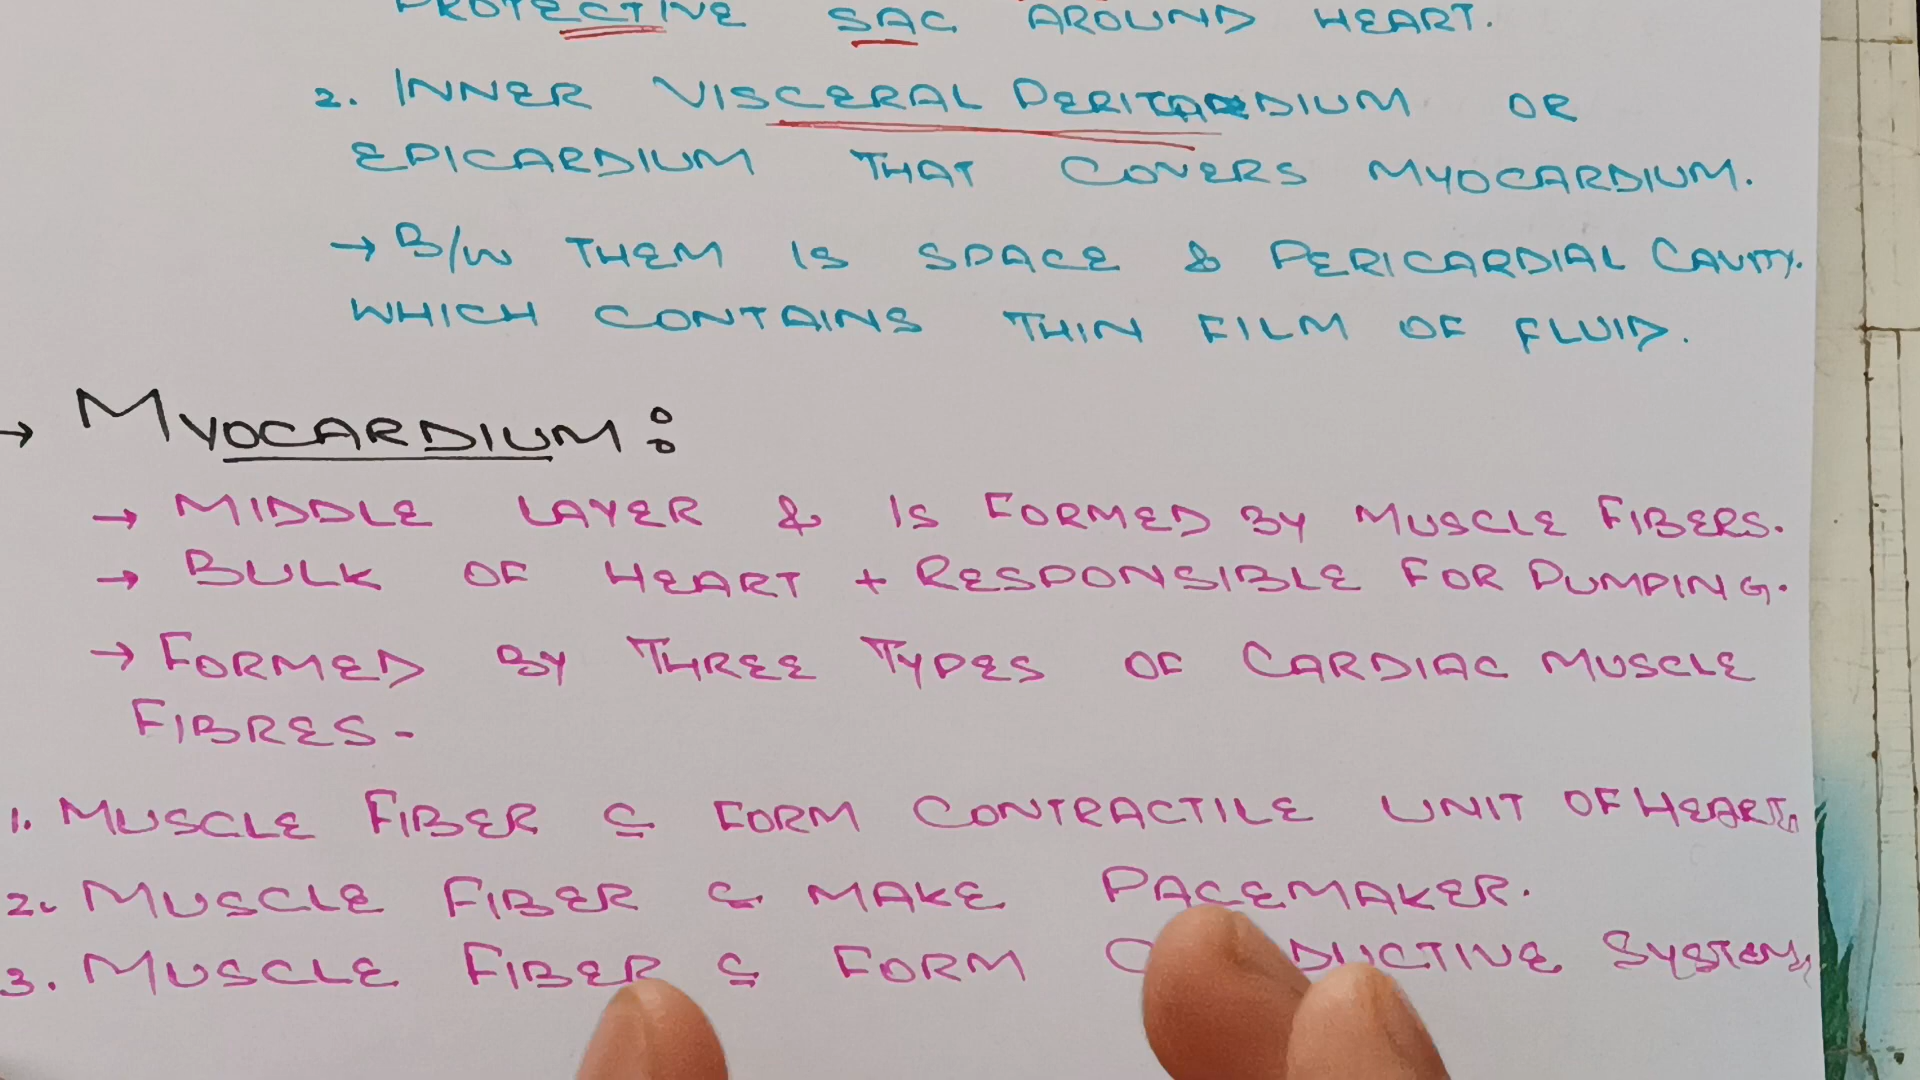 PROTECTIVE SAC AROUND HEART.
2. INNER VISCERAL PERICARDIUM OR
EPICARDIUM THAT COVERS MYOCARDIUM.
→ B/W THEM IS SPACE & PERICARDIAL CAVITY.
WHICH CONTAINS THIN FILM OF FLUID.
→ MYOCARDIUM:
→ MIDDLE LAYER & IS FORMED BY MUSCLE FIBERS.
→ BULK OF HEART + RESPONSIBLE FOR PUMPING.
→ FORMED BY THREE TYPES OF CARDIAC MUSCLE
FIBRES-
1. MUSCLE FIBER FORM CONTRACTILE UNIT OF HEART.
2. MUSCLE FIBER MAKE PACEMAKER.
3. MUSCLE FIBER FORM SYSTEM,